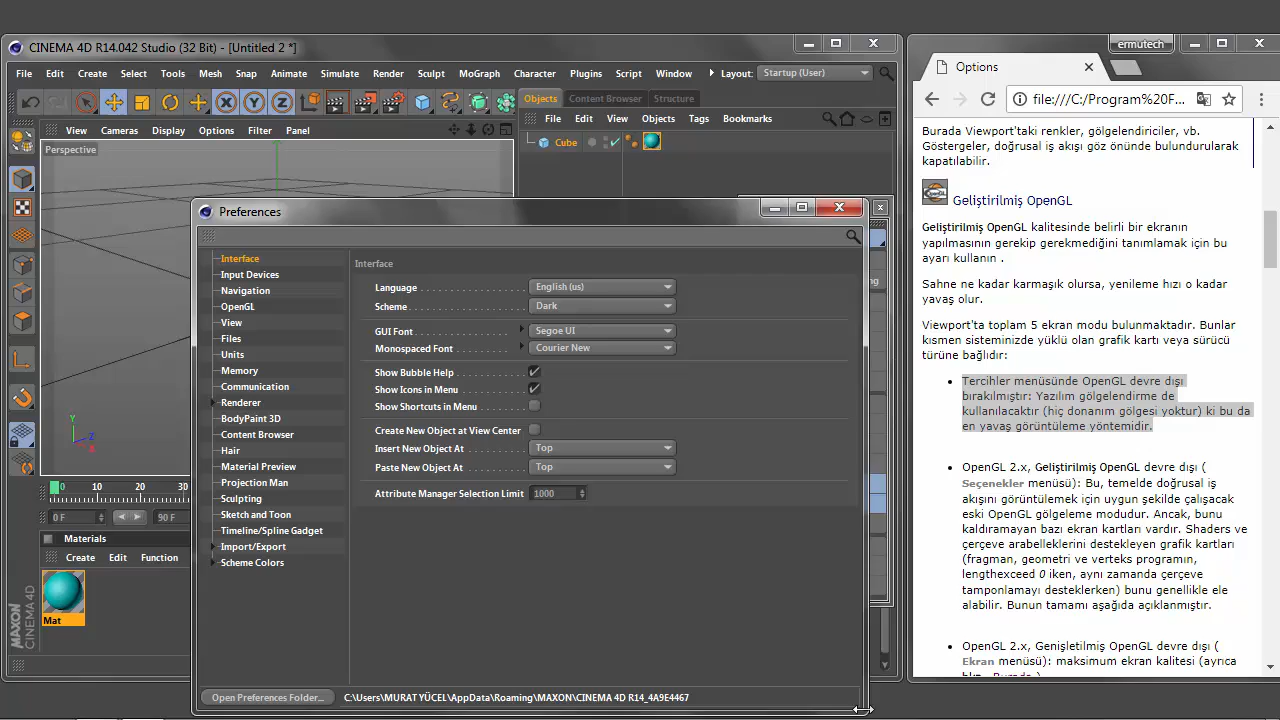 CINEMA 4D R14.042 Studio (32 Bit) - [Untitled 2 *]
File Edit Create Select Tools Mesh Snap Animate Simulate Render Sculpt MoGraph Character Plugins Script Window Layout: Startup (User)
X Y Z
Objects Content Browser Structure
View Cameras Display Options Filter Panel
File Edit View Objects Tags Bookmarks
Perspective
Cube
Y
Z
X
0 10 20 30
0 F 90 F
Materials
Create Edit Function
Mat
MAXON
CINEMA 4D
Preferences
Interface
Input Devices
Navigation
OpenGL
View
Files
Units
Memory
Communication
Renderer
BodyPaint 3D
Content Browser
Hair
Material Preview
Projection Man
Sculpting
Sketch and Toon
Timeline/Spline Gadget
Import/Export
Scheme Colors
Interface
Language . . . . . . . . . . . . English (us)
Scheme . . . . . . . . . . . . . Dark
GUI Font . . . . . . . . . . . . Segoe UI
Monospaced Font . . . . . . Courier New
Show Bubble Help . . . . . .
Show Icons in Menu . . . . .
Show Shortcuts in Menu . .
Create New Object at View Center
Insert New Object At . . . . Top
Paste New Object At . . . . Top
Attribute Manager Selection Limit 1000
Open Preferences Folder... C:\Users\MURAT YÜCEL\AppData\Roaming\MAXON\CINEMA 4D R14_4A9E4467
ng
ermutech
Options
file:///C:/Program%20F...
Burada Viewport'taki renkler, gölgelendiriciler, vb.
Göstergeler, doğrusal iş akışı göz önünde bulundurularak
kapatılabilir.
Geliştirilmiş OpenGL
Geliştirilmiş OpenGL kalitesinde belirli bir ekranın
yapılmasının gerekip gerekmediğini tanımlamak için bu
ayarı kullanın .
Sahne ne kadar karmaşık olursa, yenileme hızı o kadar
yavaş olur.
Viewport'ta toplam 5 ekran modu bulunmaktadır. Bunlar
kısmen sisteminizde yüklü olan grafik kartı veya sürücü
türüne bağlıdır:
• Tercihler menüsünde OpenGL devre dışı
bırakılmıştır: Yazılım gölgelendirme de
kullanılacaktır (hiç donanım gölgesi yoktur) ki bu da
en yavaş görüntüleme yöntemidir.
• OpenGL 2.x, Geliştirilmiş OpenGL devre dışı (
Seçenekler menüsü): Bu, temelde doğrusal iş
akışını görüntülemek için uygun şekilde çalışacak
eski OpenGL gölgeleme modudur. Ancak, bunu
kaldıramayan bazı ekran kartları vardır. Shaders ve
çerçeve arabelleklerini destekleyen grafik kartları
(fragman, geometri ve verteks programın,
lengthexceed 0 iken, aynı zamanda çerçeve
tamponlamayı desteklerken) bunu genellikle ele
alabilir. Bunun tamamı aşağıda açıklanmıştır.
• OpenGL 2.x, Genişletilmiş OpenGL devre dışı (
Ekran menüsü): maksimum ekran kalitesi (ayrıca